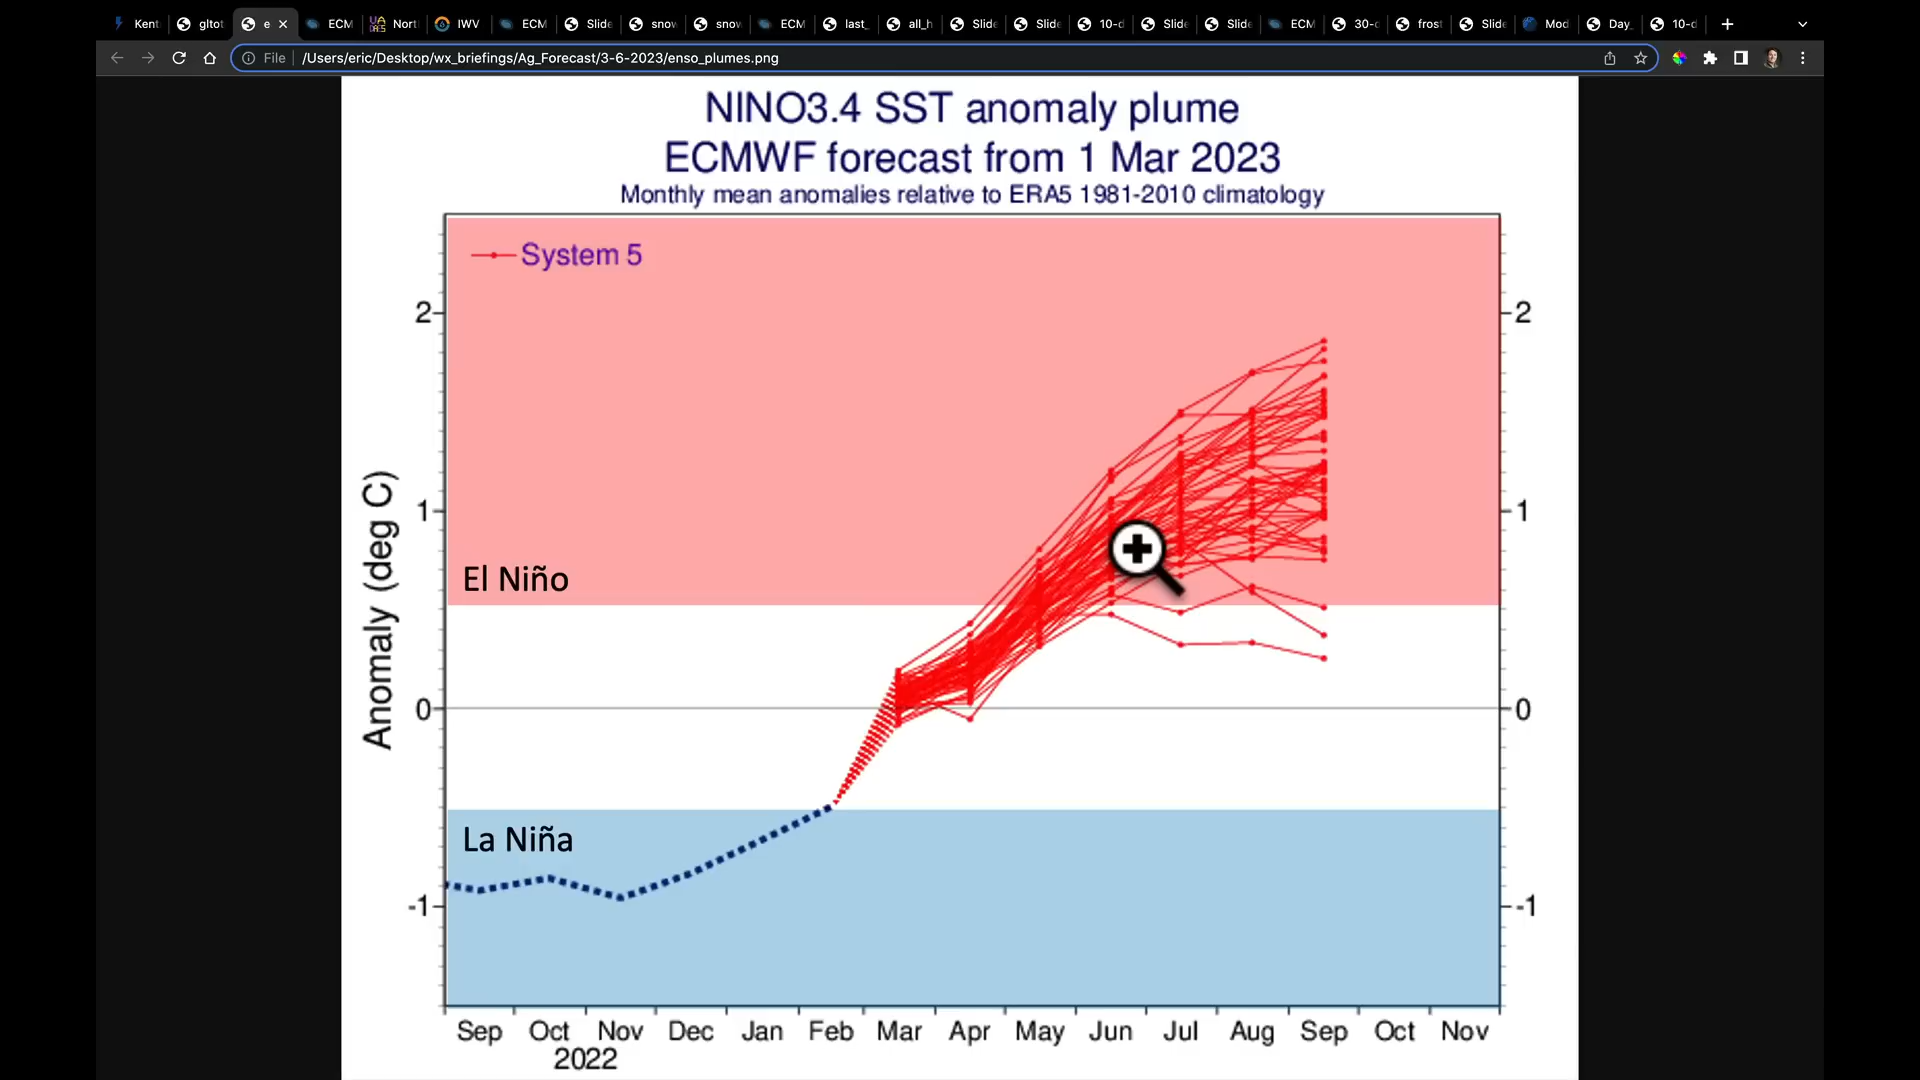 Kent
gltot
e
ECM
Nort
IWV
ECM
Slide
snow
snow
ECM
last_
all_h
Slide
Slide
10-d
Slide
Slide
ECM
30-d
frost
Slide
Mod
Day_
10-d
File
/Users/eric/Desktop/wx_briefings/Ag_Forecast/3-6-2023/enso_plumes.png
NINO3.4 SST anomaly plume
ECMWF forecast from 1 Mar 2023
Monthly mean anomalies relative to ERA5 1981-2010 climatology
System 5
2
2
1
1
El Niño
Anomaly (deg C)
0
0
La Niña
-1
-1
Sep Oct Nov Dec Jan Feb Mar Apr May Jun Jul Aug Sep Oct Nov
2022